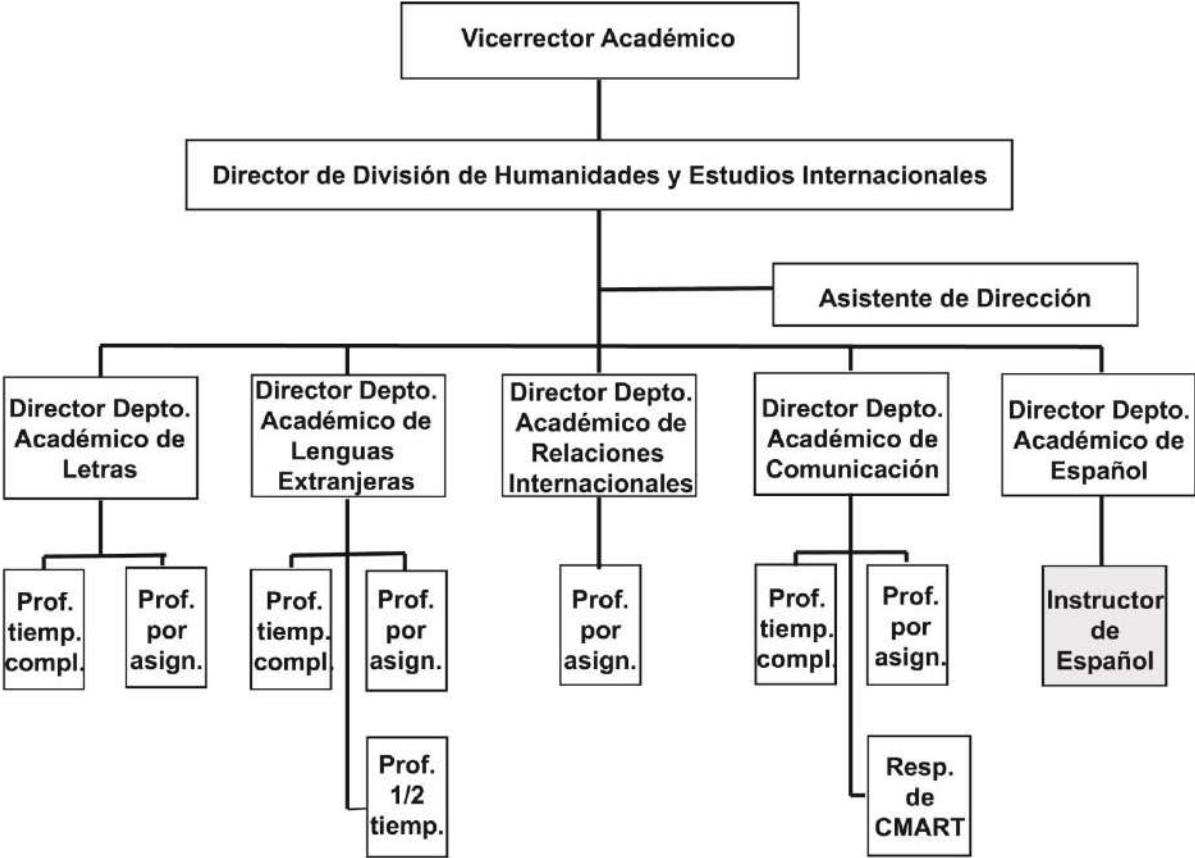 Vicerrector Académico
Director de División de Humanidades y Estudios Internacionales
Asistente de Dirección
Director Depto.
Académico de
Letras
Director Depto.
Académico de
Lenguas
Extranjeras
Director Depto.
Académico de
Relaciones
Internacionales
Director Depto.
Académico de
Comunicación
Director Depto.
Académico de
Español
Prof.
tiemp.
compl.
Prof.
por
asign.
Prof.
tiemp.
compl.
Prof.
por
asign.
Prof.
por
asign.
Prof.
tiemp.
compl.
Prof.
por
asign.
Instructor
de
Español
Prof.
1/2
tiemp.
Resp.
de
CMART